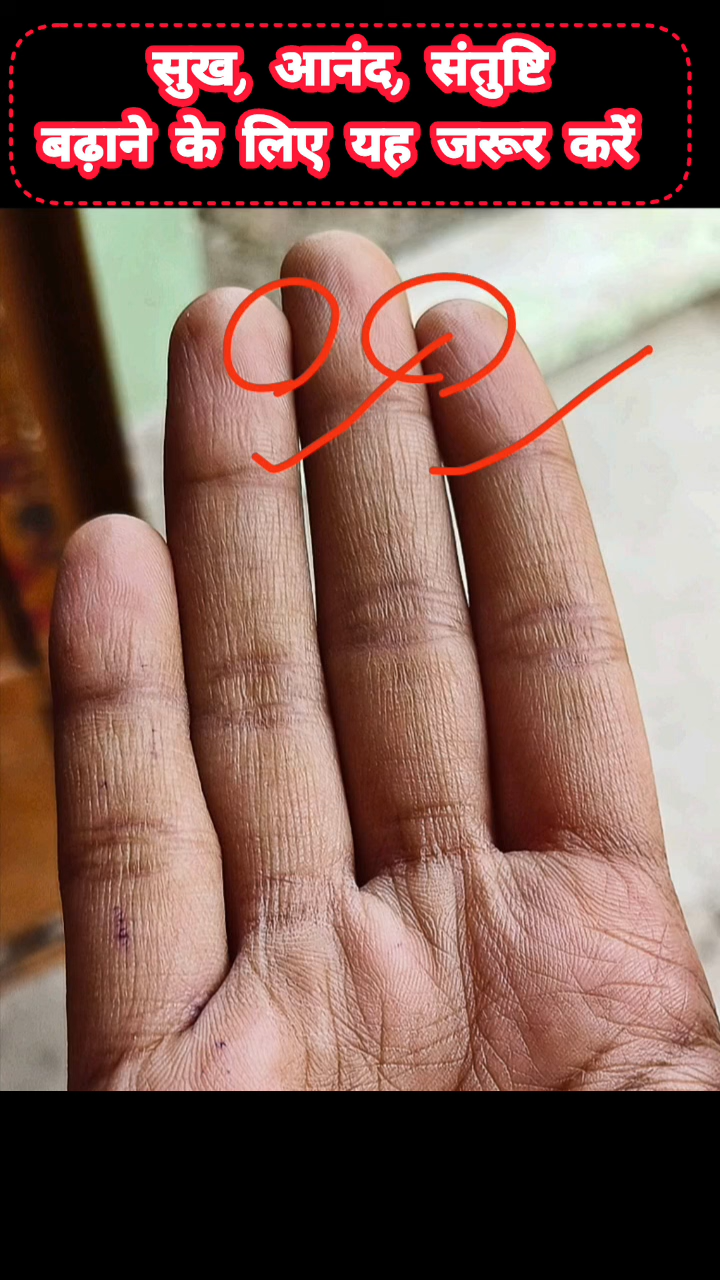 सुख, आनंद, संतुष्टि
बढ़ाने के लिए यह जरूर करें